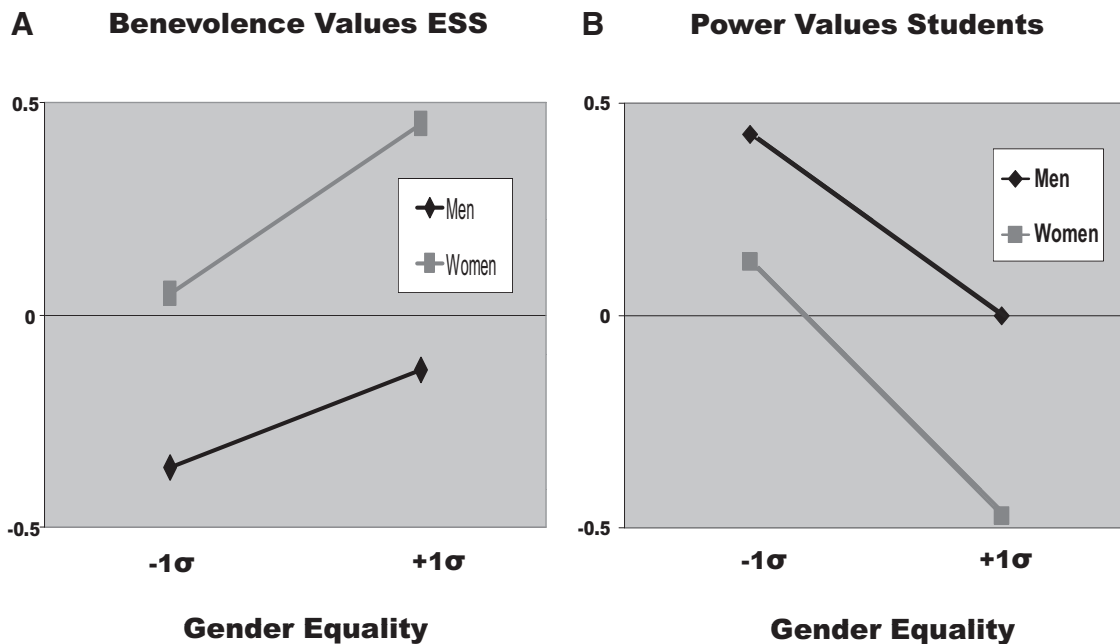 A
Benevolence Values ESS
0.5
0
-0.5
Men
Women
-1σ
+1σ
Gender Equality
B
Power Values Students
0.5
0
-0.5
Men
Women
-1σ
+1σ
Gender Equality